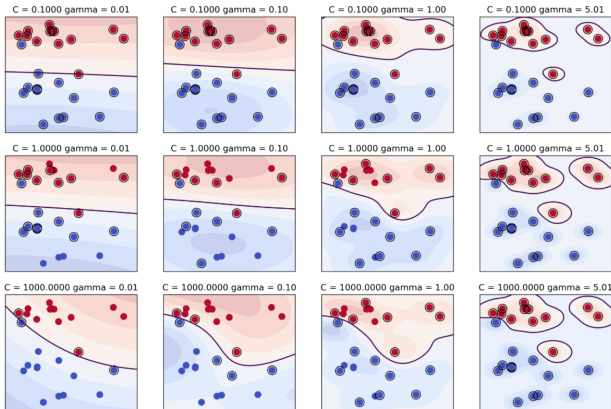 C = 0.1000 gamma = 0.01
C = 0.1000 gamma = 0.10
C = 0.1000 gamma = 1.00
C = 0.1000 gamma = 5.01
C = 1.0000 gamma = 0.01
C = 1.0000 gamma = 0.10
C = 1.0000 gamma = 1.00
C = 1.0000 gamma = 5.01
C = 1000.0000 gamma = 0.01
C = 1000.0000 gamma = 0.10
C = 1000.0000 gamma = 1.00
C = 1000.0000 gamma = 5.01